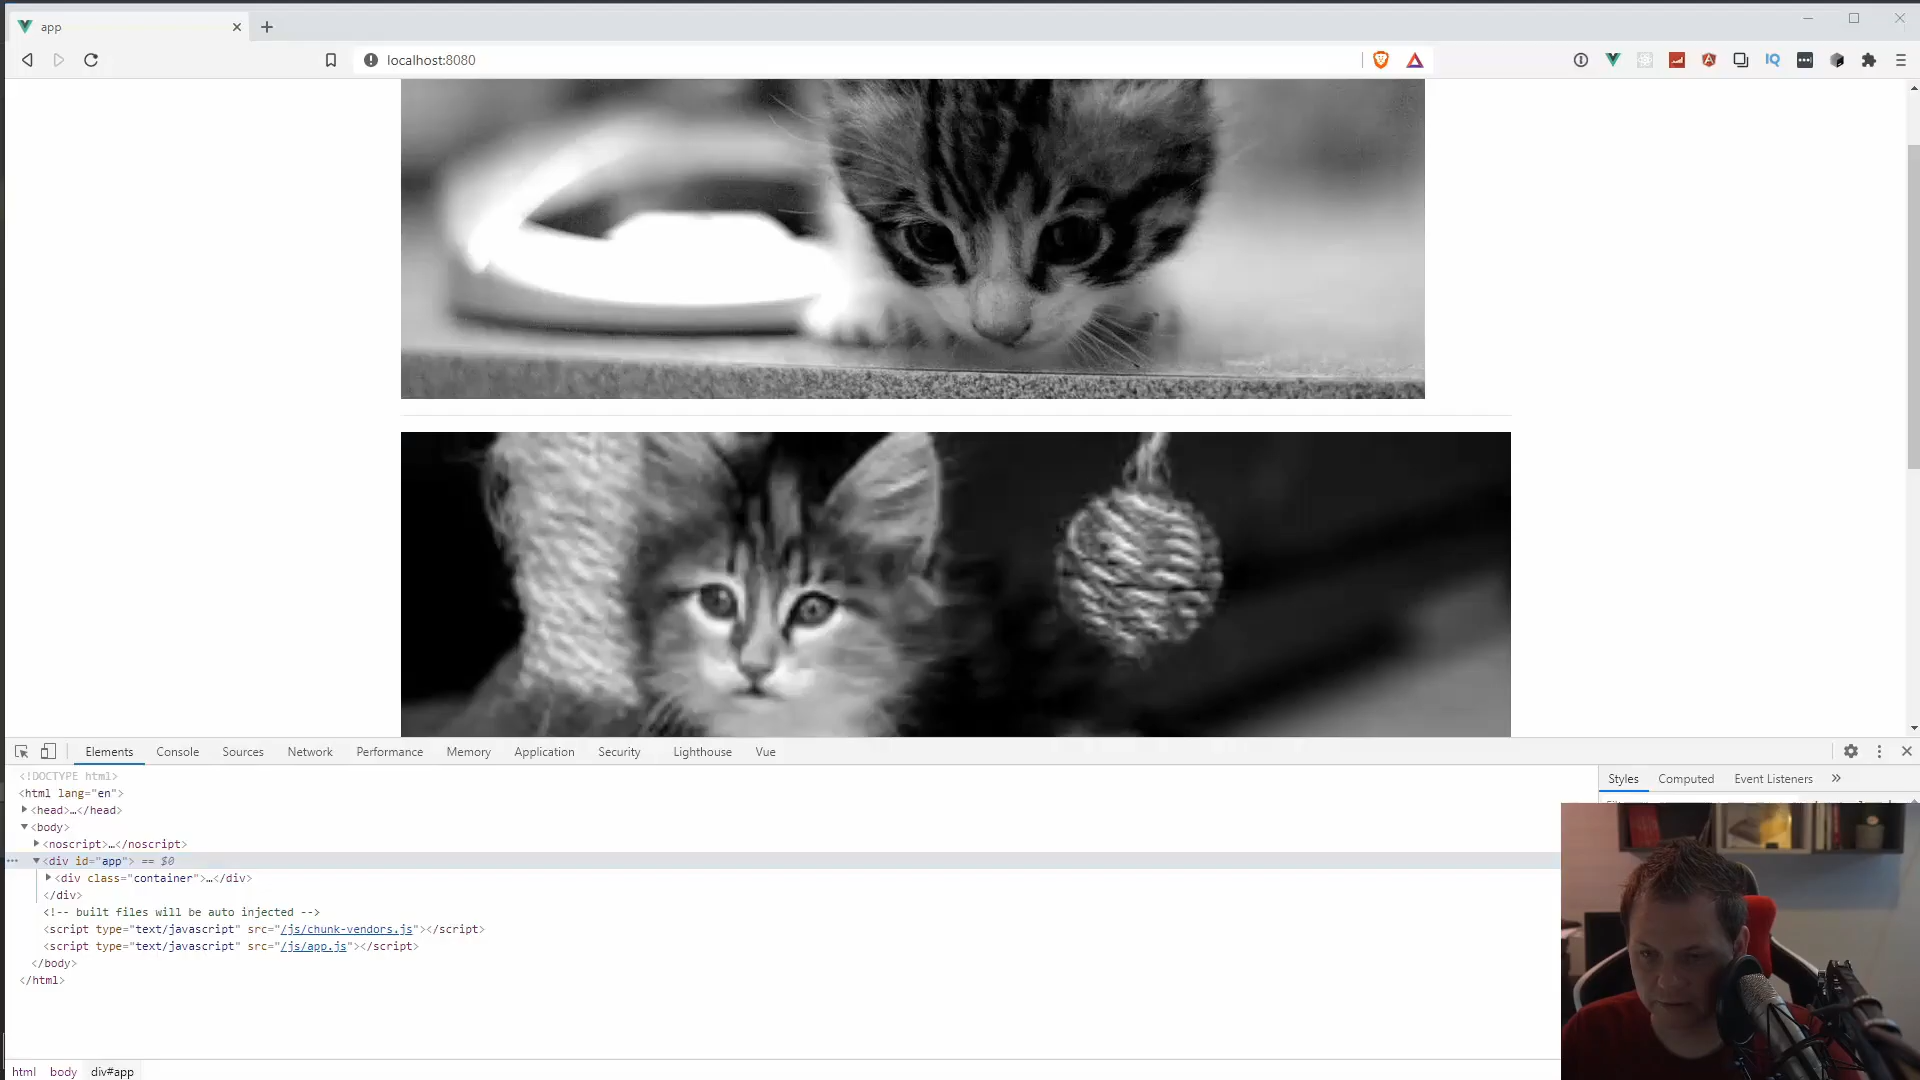 app
localhost:8080
IQ
Elements Console Sources Network Performance Memory Application Security Lighthouse Vue
<!DOCTYPE html>
Styles Computed Event Listeners »
<html lang="en">
<head>…</head>
<body>
<noscript>…</noscript>
<div id="app"> == $0
<div class="container">…</div>
</div>
<!-- built files will be auto injected -->
<script type="text/javascript" src="/js/chunk-vendors.js"></script>
<script type="text/javascript" src="/js/app.js"></script>
</body>
</html>
html body div#app